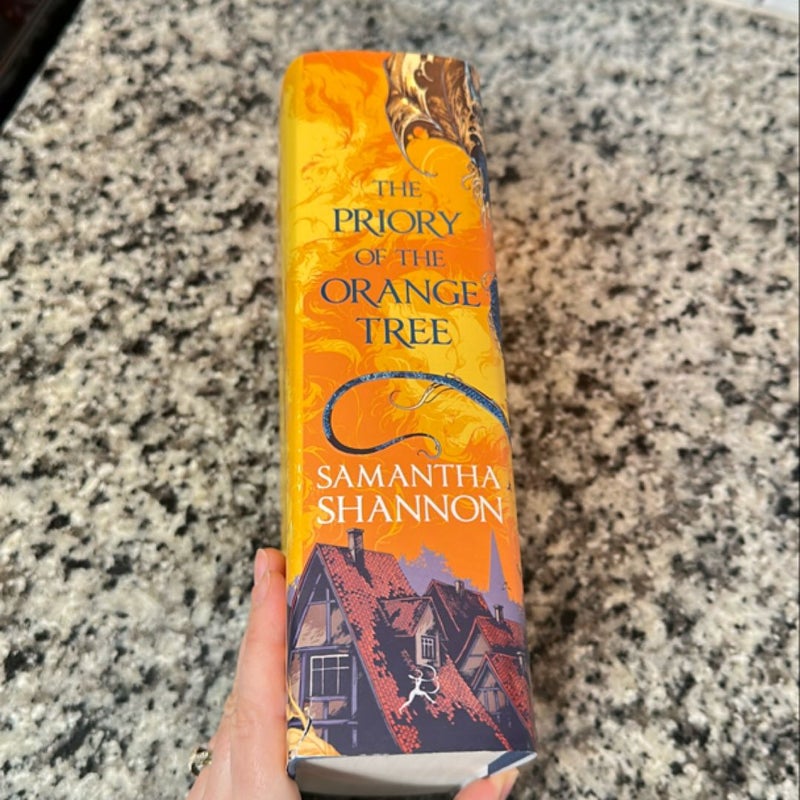 THE
PRIORY
OF THE
ORANGE
TREE
SAMANTHA
SHANNON